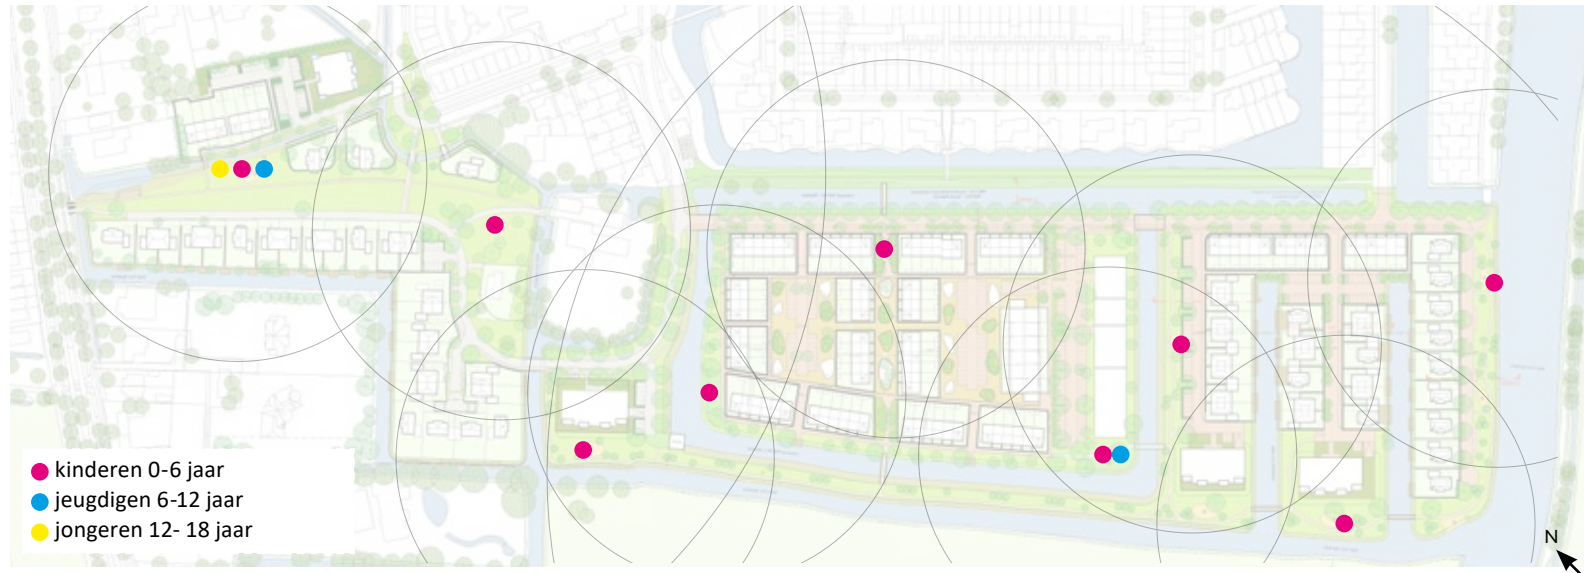 kinderen 0-6 jaar
jeugdigen 6-12 jaar
jongeren 12- 18 jaar
N